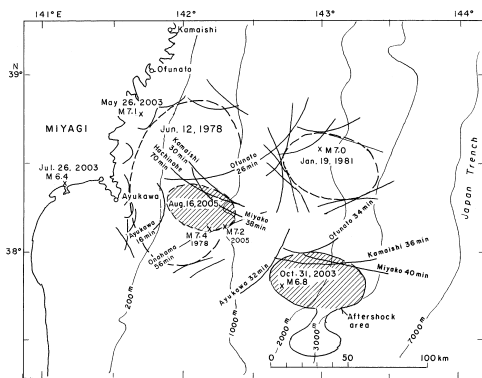 141°E
142°
143°
144°
Kamaishi
Ofunato
N
39°
May 26, 2003
M 7.1
MIYAGI
Jun. 12, 1978
M 7.0
Jan. 19, 1981
Kamaishi
30 min
Hachinohe
70 min
Ofunato
26 min
Jul. 26, 2003
M 6.4
Ayukawa
Aug. 16, 2005
Miyako
38 min
Ofunato 34 min
Japan Trench
Ayukawa
16 min
M 7.4
1978
M 7.2
2005
38°
Onahama
56 min
Kamaishi 36 min
Miyako 40 min
Ayukawa 32 min
Oct. 31, 2003
M 6.8
200 m
1000 m
2000 m
3000 m
7000 m
Aftershock
area
0
50
100 km